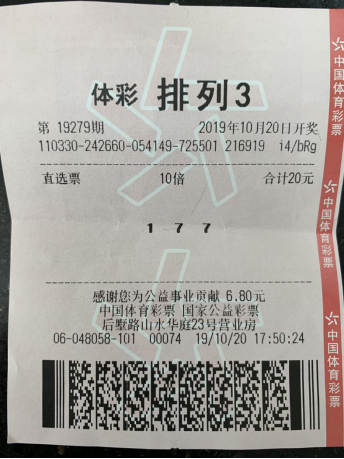 体彩 排列3
第 19279期 2019年10月20日开奖
110330-242660-054149-725501 216919 i4/bRg
直选票 10倍 合计20元
1 7 7
感谢您为公益事业贡献 6.80元
中国体育彩票 国家公益彩票
后墅路山水华庭23号营业房
06-048058-101 00074 19/10/20 17:50:24
中国体育彩票
中国体育彩票
中国体育彩票